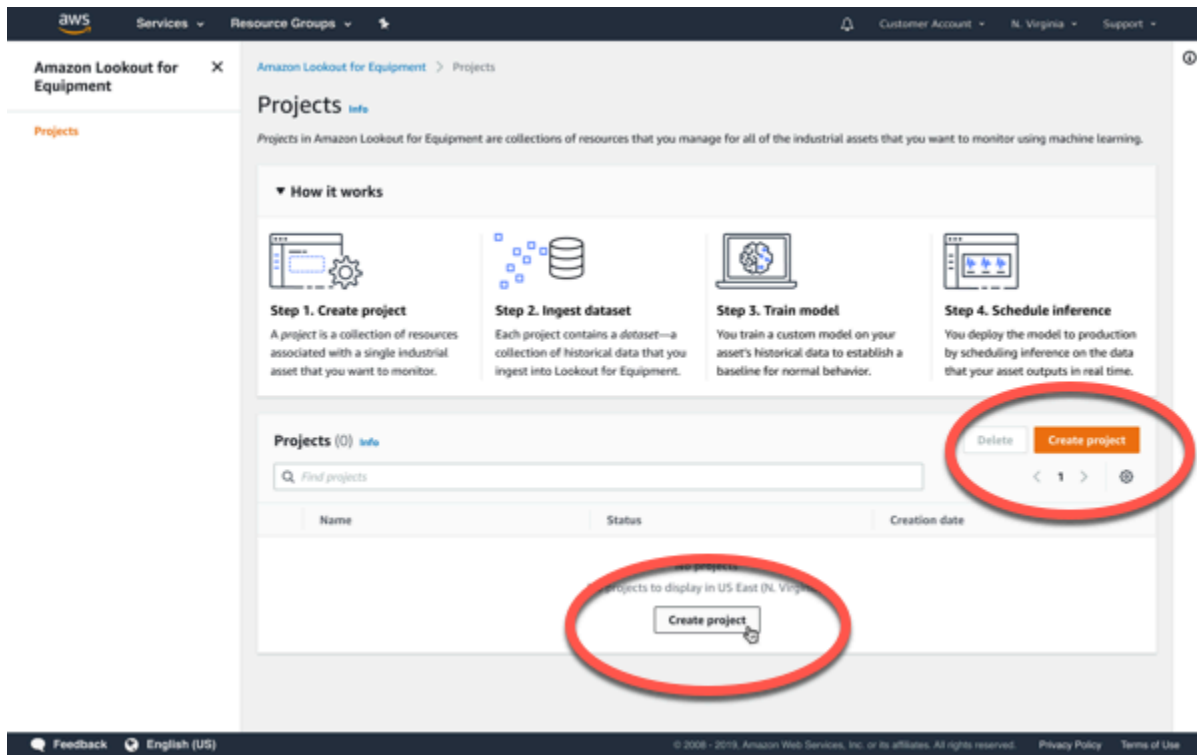 aws Services Resource Groups Customer Account N. Virginia Support
Amazon Lookout for
Equipment
Projects
Amazon Lookout for Equipment > Projects
Projects Info
Projects in Amazon Lookout for Equipment are collections of resources that you manage for all of the industrial assets that you want to monitor using machine learning.
How it works
Step 1. Create project
A project is a collection of resources
associated with a single industrial
asset that you want to monitor.
Step 2. Ingest dataset
Each project contains a dataset—a
collection of historical data that you
ingest into Lookout for Equipment.
Step 3. Train model
You train a custom model on your
asset's historical data to establish a
baseline for normal behavior.
Step 4. Schedule inference
You deploy the model to production
by scheduling inference on the data
that your asset outputs in real time.
Projects (0) Info
Delete Create project
Find projects
< 1 >
Name Status Creation date
projects
projects to display in US East (N.
Create project
Feedback English (US)
© 2008 - 2019, Amazon Web Services, Inc. or its affiliates. All rights reserved. Privacy Policy Terms of Use